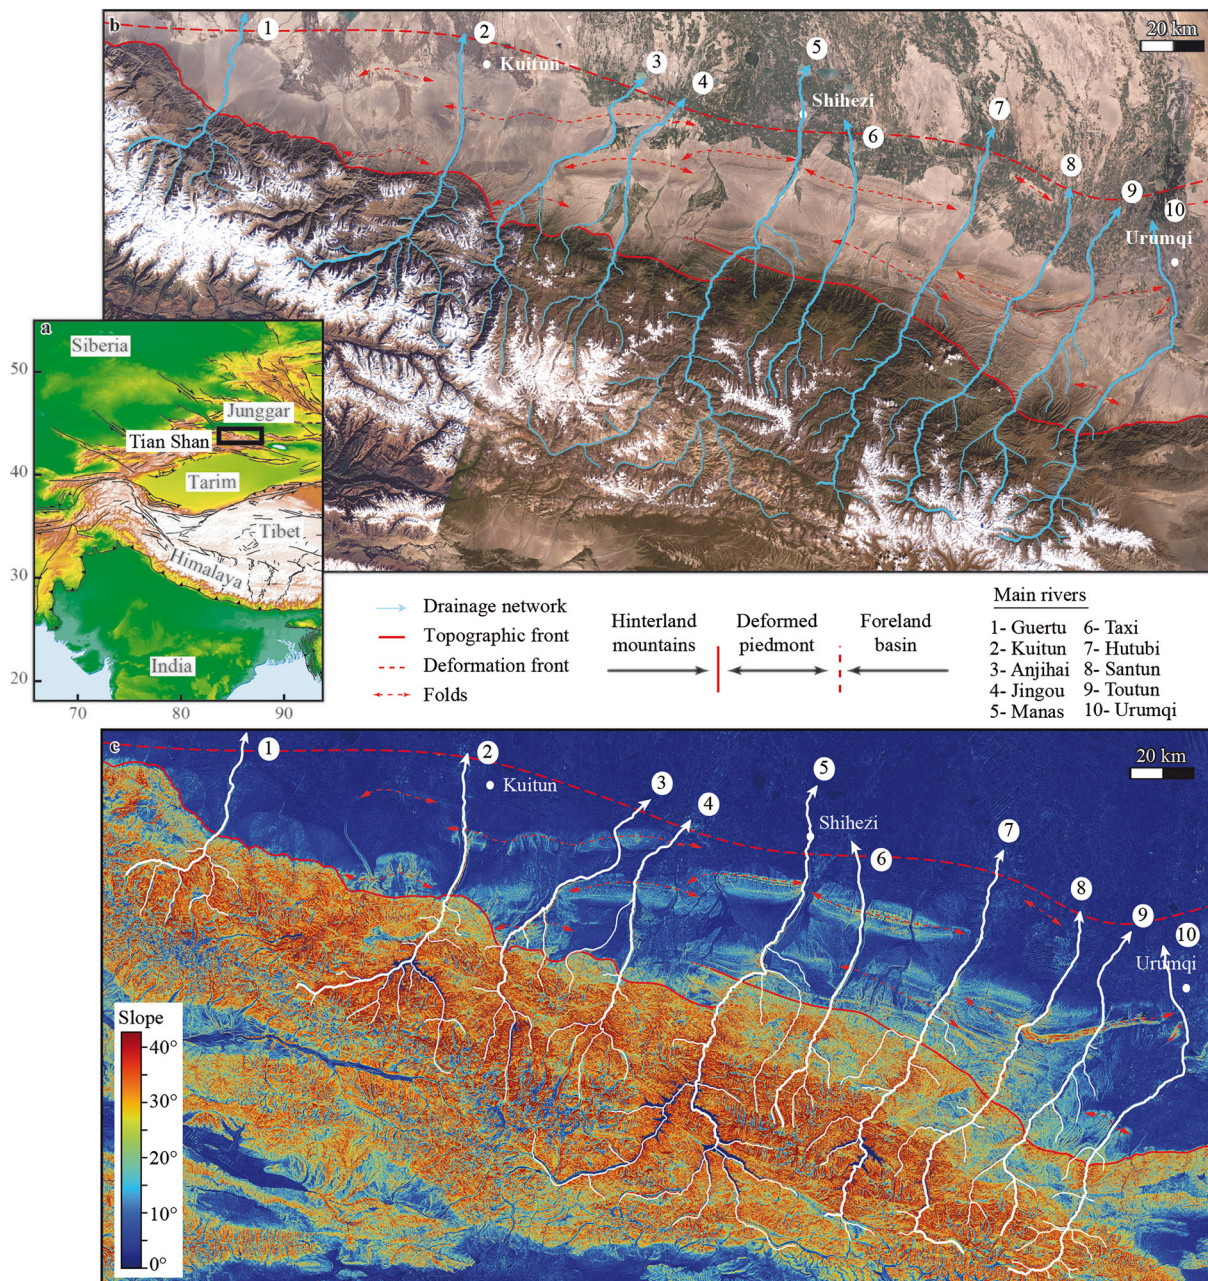 b
20 km
1
2
Kuitun
3
4
5
Shihezi
6
7
8
9
10
Urumqi
a
Siberia
50
Junggar
Tian Shan
40
Tarim
Tibet
Himalaya
30
India
20
70 80 90
Drainage network
Topographic front
Deformation front
Folds
Hinterland mountains
Deformed piedmont
Foreland basin
Main rivers
1- Guertu 6- Taxi
2- Kuitun 7- Hutubi
3- Anjihai 8- Santun
4- Jingou 9- Toutun
5- Manas 10- Urumqi
c
20 km
1
2
Kuitun
3
4
5
Shihezi
6
7
8
9
10
Urumqi
Slope
40°
30°
20°
10°
0°